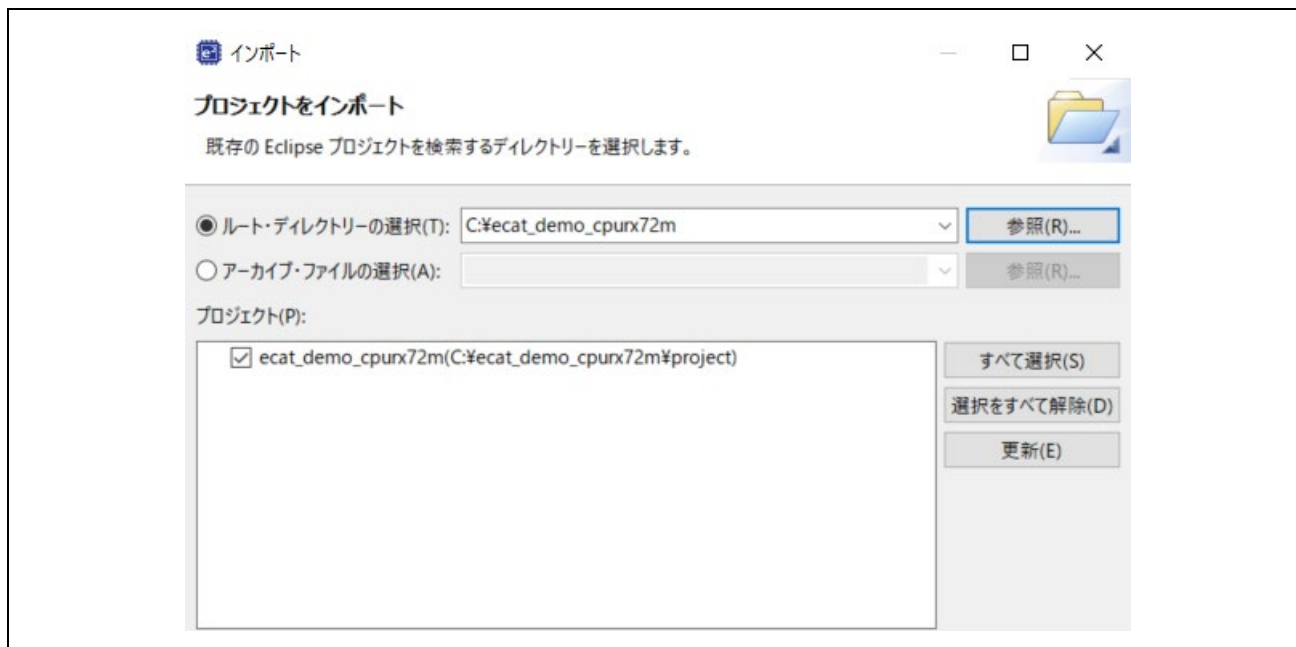 インポート
プロジェクトをインポート
既存の Eclipse プロジェクトを検索するディレクトリーを選択します。
ルート・ディレクトリーの選択(T): C:¥ecat_demo_cpurx72m 参照(R)...
アーカイブ・ファイルの選択(A): 参照(R)...
プロジェクト(P):
ecat_demo_cpurx72m(C:¥ecat_demo_cpurx72m¥project) すべて選択(S)
選択をすべて解除(D)
更新(E)